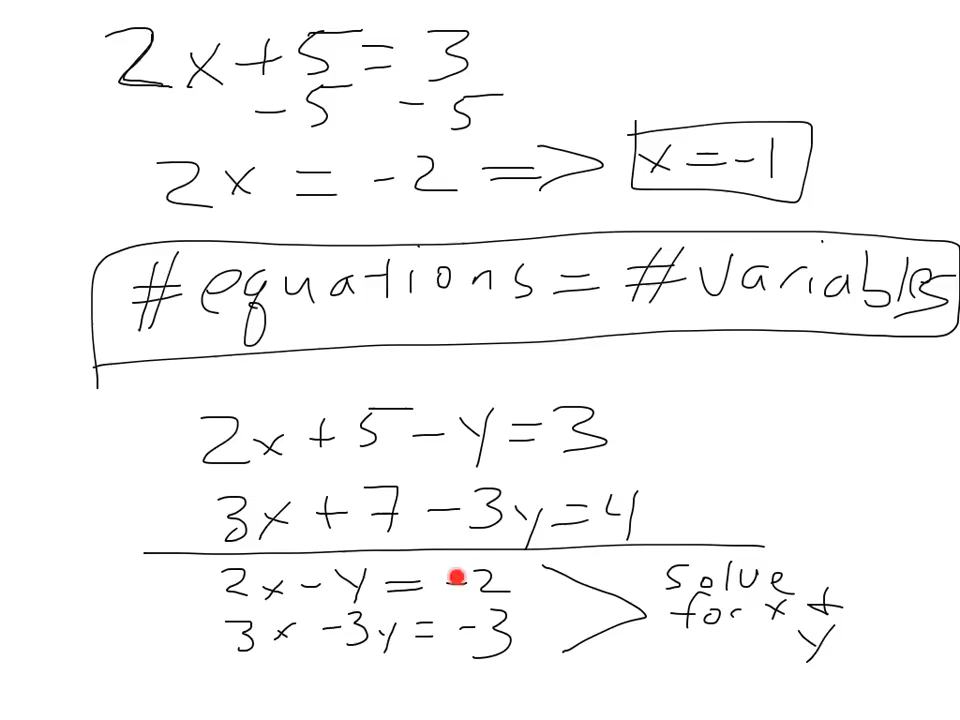 2x+5=3
-5 -5
2x = -2 => x=-1
#equations=#variables
2x+5-y=3
3x+7-3y=4
2x-y=-2
3x-3y=-3
solve
for x +
y